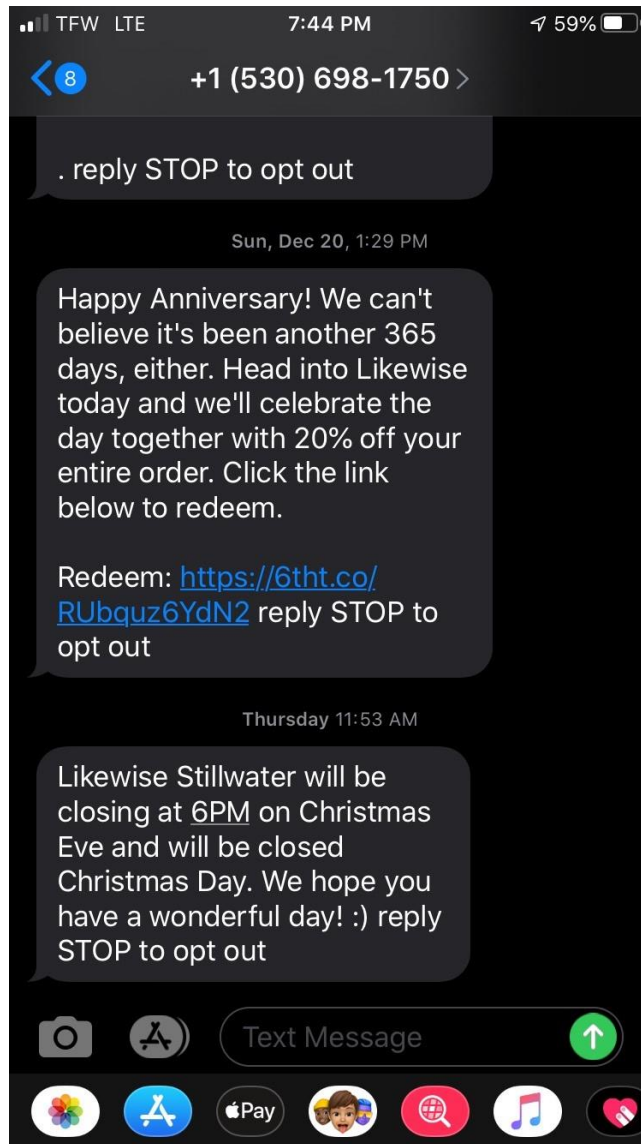 TFW LTE 7:44 PM 59%
8 +1 (530) 698-1750
. reply STOP to opt out
Sun, Dec 20, 1:29 PM
Happy Anniversary! We can't
believe it's been another 365
days, either. Head into Likewise
today and we'll celebrate the
day together with 20% off your
entire order. Click the link
below to redeem.
Redeem: https://6tht.co/
RUbquz6YdN2 reply STOP to
opt out
Thursday 11:53 AM
Likewise Stillwater will be
closing at 6PM on Christmas
Eve and will be closed
Christmas Day. We hope you
have a wonderful day! :) reply
STOP to opt out
Text Message
Pay